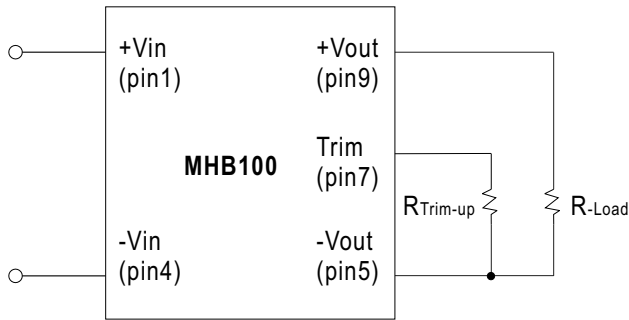 +Vin
(pin1)
+Vout
(pin9)
MHB100
Trim
(pin7)
RTrim-up
R-Load
-Vin
(pin4)
-Vout
(pin5)